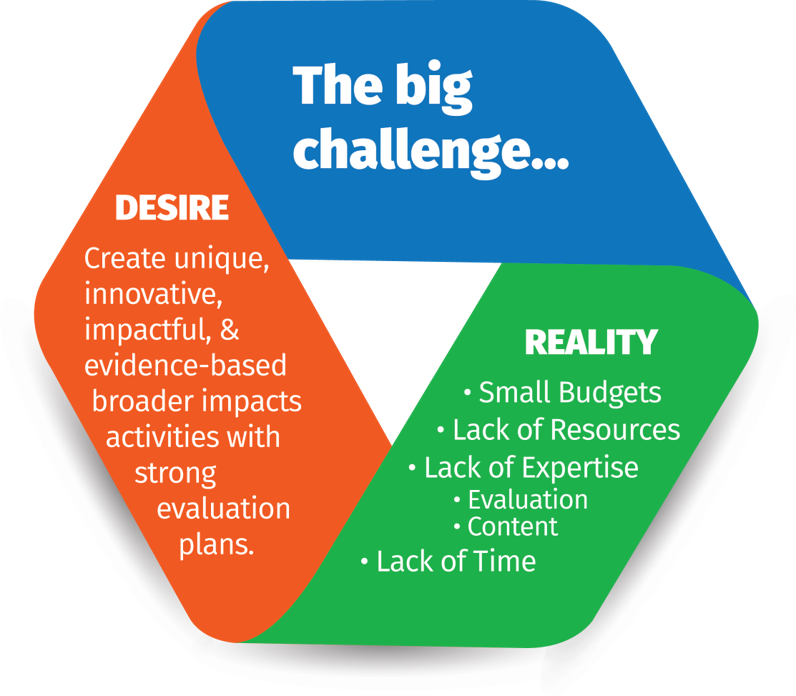 The big
challenge...
DESIRE
Create unique,
innovative,
impactful, &
evidence-based
broader impacts
activities with
strong
evaluation
plans.
REALITY
• Small Budgets
• Lack of Resources
• Lack of Expertise
• Evaluation
• Content
• Lack of Time